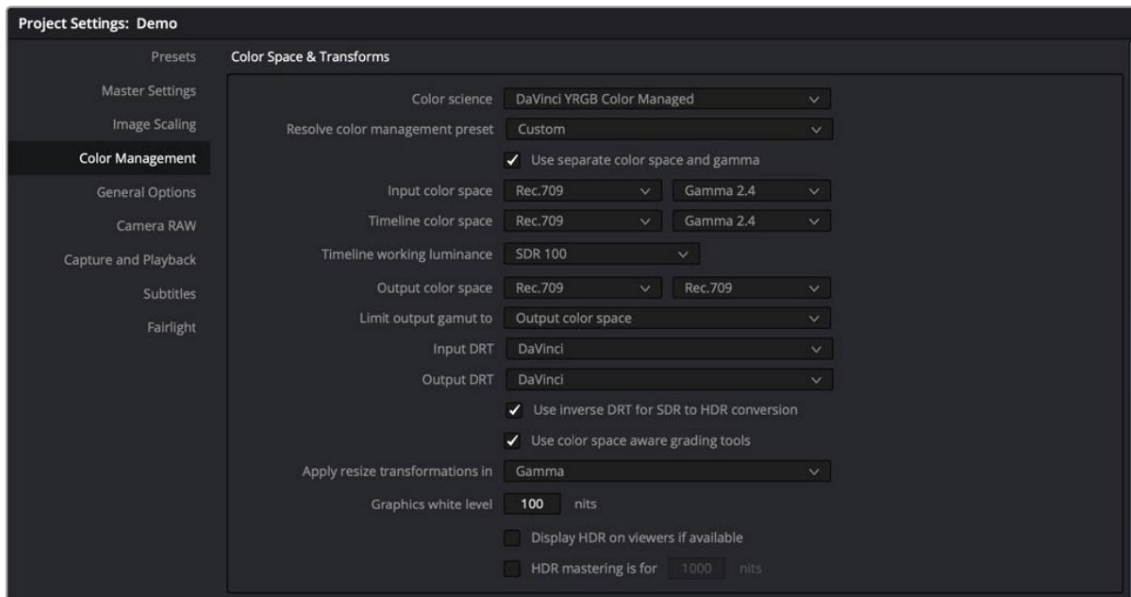 Project Settings: Demo
Presets
Master Settings
Image Scaling
Color Management
General Options
Camera RAW
Capture and Playback
Subtitles
Fairlight
Color Space & Transforms
Color science DaVinci YRGB Color Managed
Resolve color management preset Custom
Use separate color space and gamma
Input color space Rec.709 Gamma 2.4
Timeline color space Rec.709 Gamma 2.4
Timeline working luminance SDR 100
Output color space Rec.709 Rec.709
Limit output gamut to Output color space
Input DRT DaVinci
Output DRT DaVinci
Use inverse DRT for SDR to HDR conversion
Use color space aware grading tools
Apply resize transformations in Gamma
Graphics white level 100 nits
Display HDR on viewers if available
HDR mastering is for 1000 nits